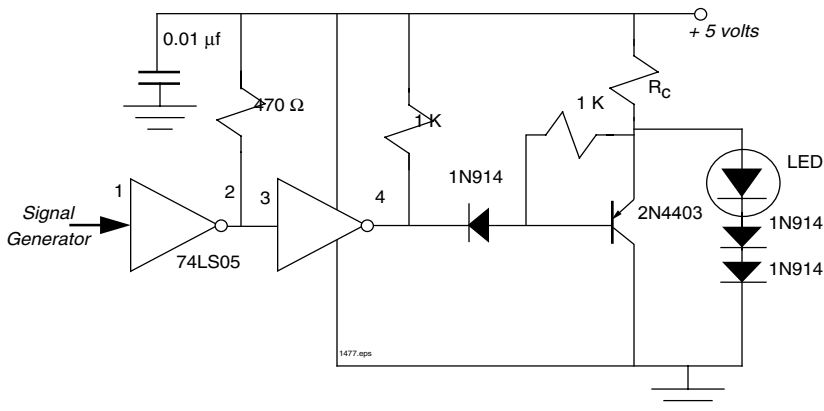 0.01 μf
+ 5 volts
470 Ω
1 K
1 K
Rc
LED
1N914
1
2
3
4
Signal
Generator
74LS05
2N4403
1N914
1N914
1477.eps